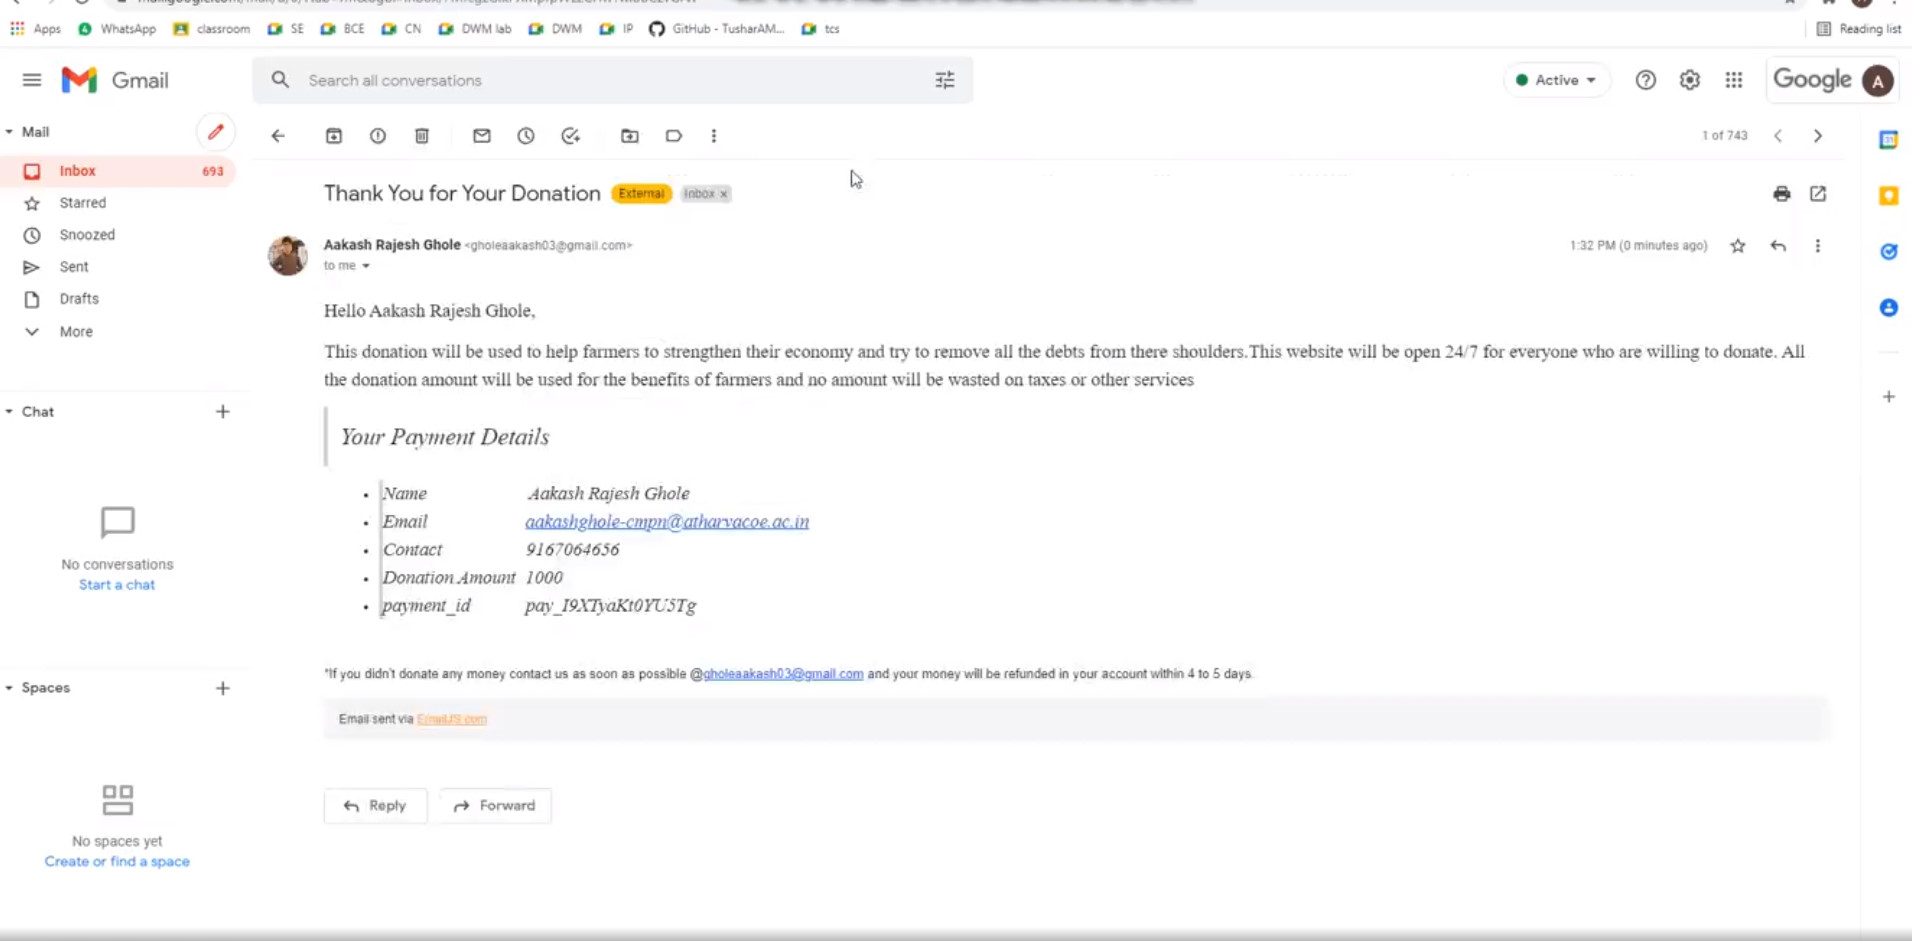 Apps WhatsApp classroom SE BCE CN DWM lab DWM IP GitHub - TusharAM... tcs Reading list
Gmail Search all conversations Active Google A
Mail
1 of 743
Inbox 693
Thank You for Your Donation External Inbox x
Starred
Snoozed
Aakash Rajesh Ghole <gholeaakash03@gmail.com> 1:32 PM (0 minutes ago)
to me
Sent
Drafts
More
Hello Aakash Rajesh Ghole,
This donation will be used to help farmers to strengthen their economy and try to remove all the debts from there shoulders.This website will be open 24/7 for everyone who are willing to donate. All
the donation amount will be used for the benefits of farmers and no amount will be wasted on taxes or other services
Chat
Your Payment Details
Name Aakash Rajesh Ghole
Email aakashghole-cmpn@atharvacoe.ac.in
Contact 9167064656
Donation Amount 1000
payment_id pay_I9XTyaKt0YU5Tg
No conversations
Start a chat
*If you didn't donate any money contact us as soon as possible @gholeaakash03@gmail.com and your money will be refunded in your account within 4 to 5 days.
Spaces
Email sent via EmailJS.com
Reply Forward
No spaces yet
Create or find a space